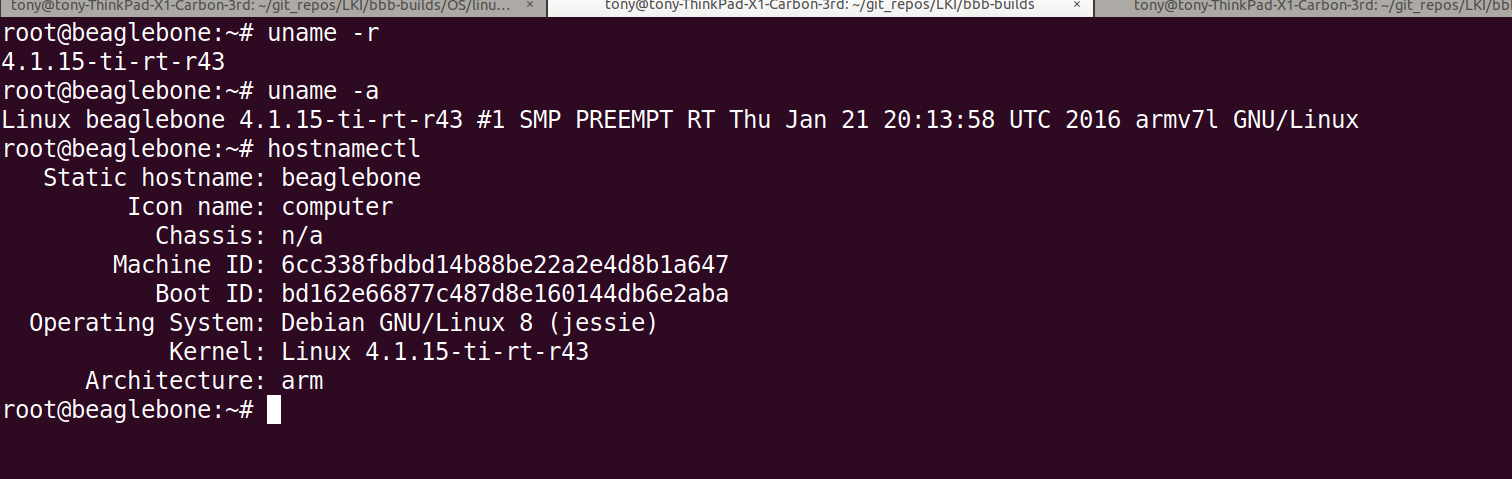 tony@tony-ThinkPad-X1-Carbon-3rd: ~/git_repos/LKI/bbb-builds/OS/linu... ×
tony@tony-ThinkPad-X1-Carbon-3rd: ~/git_repos/LKI/bbb-builds ×
tony@tony-ThinkPad-X1-Carbon-3rd: ~/git_repos/LKI/bbl
root@beaglebone:~# uname -r
4.1.15-ti-rt-r43
root@beaglebone:~# uname -a
Linux beaglebone 4.1.15-ti-rt-r43 #1 SMP PREEMPT RT Thu Jan 21 20:13:58 UTC 2016 armv7l GNU/Linux
root@beaglebone:~# hostnamectl
Static hostname: beaglebone
Icon name: computer
Chassis: n/a
Machine ID: 6cc338fbdbd14b88be22a2e4d8b1a647
Boot ID: bd162e66877c487d8e160144db6e2aba
Operating System: Debian GNU/Linux 8 (jessie)
Kernel: Linux 4.1.15-ti-rt-r43
Architecture: arm
root@beaglebone:~#